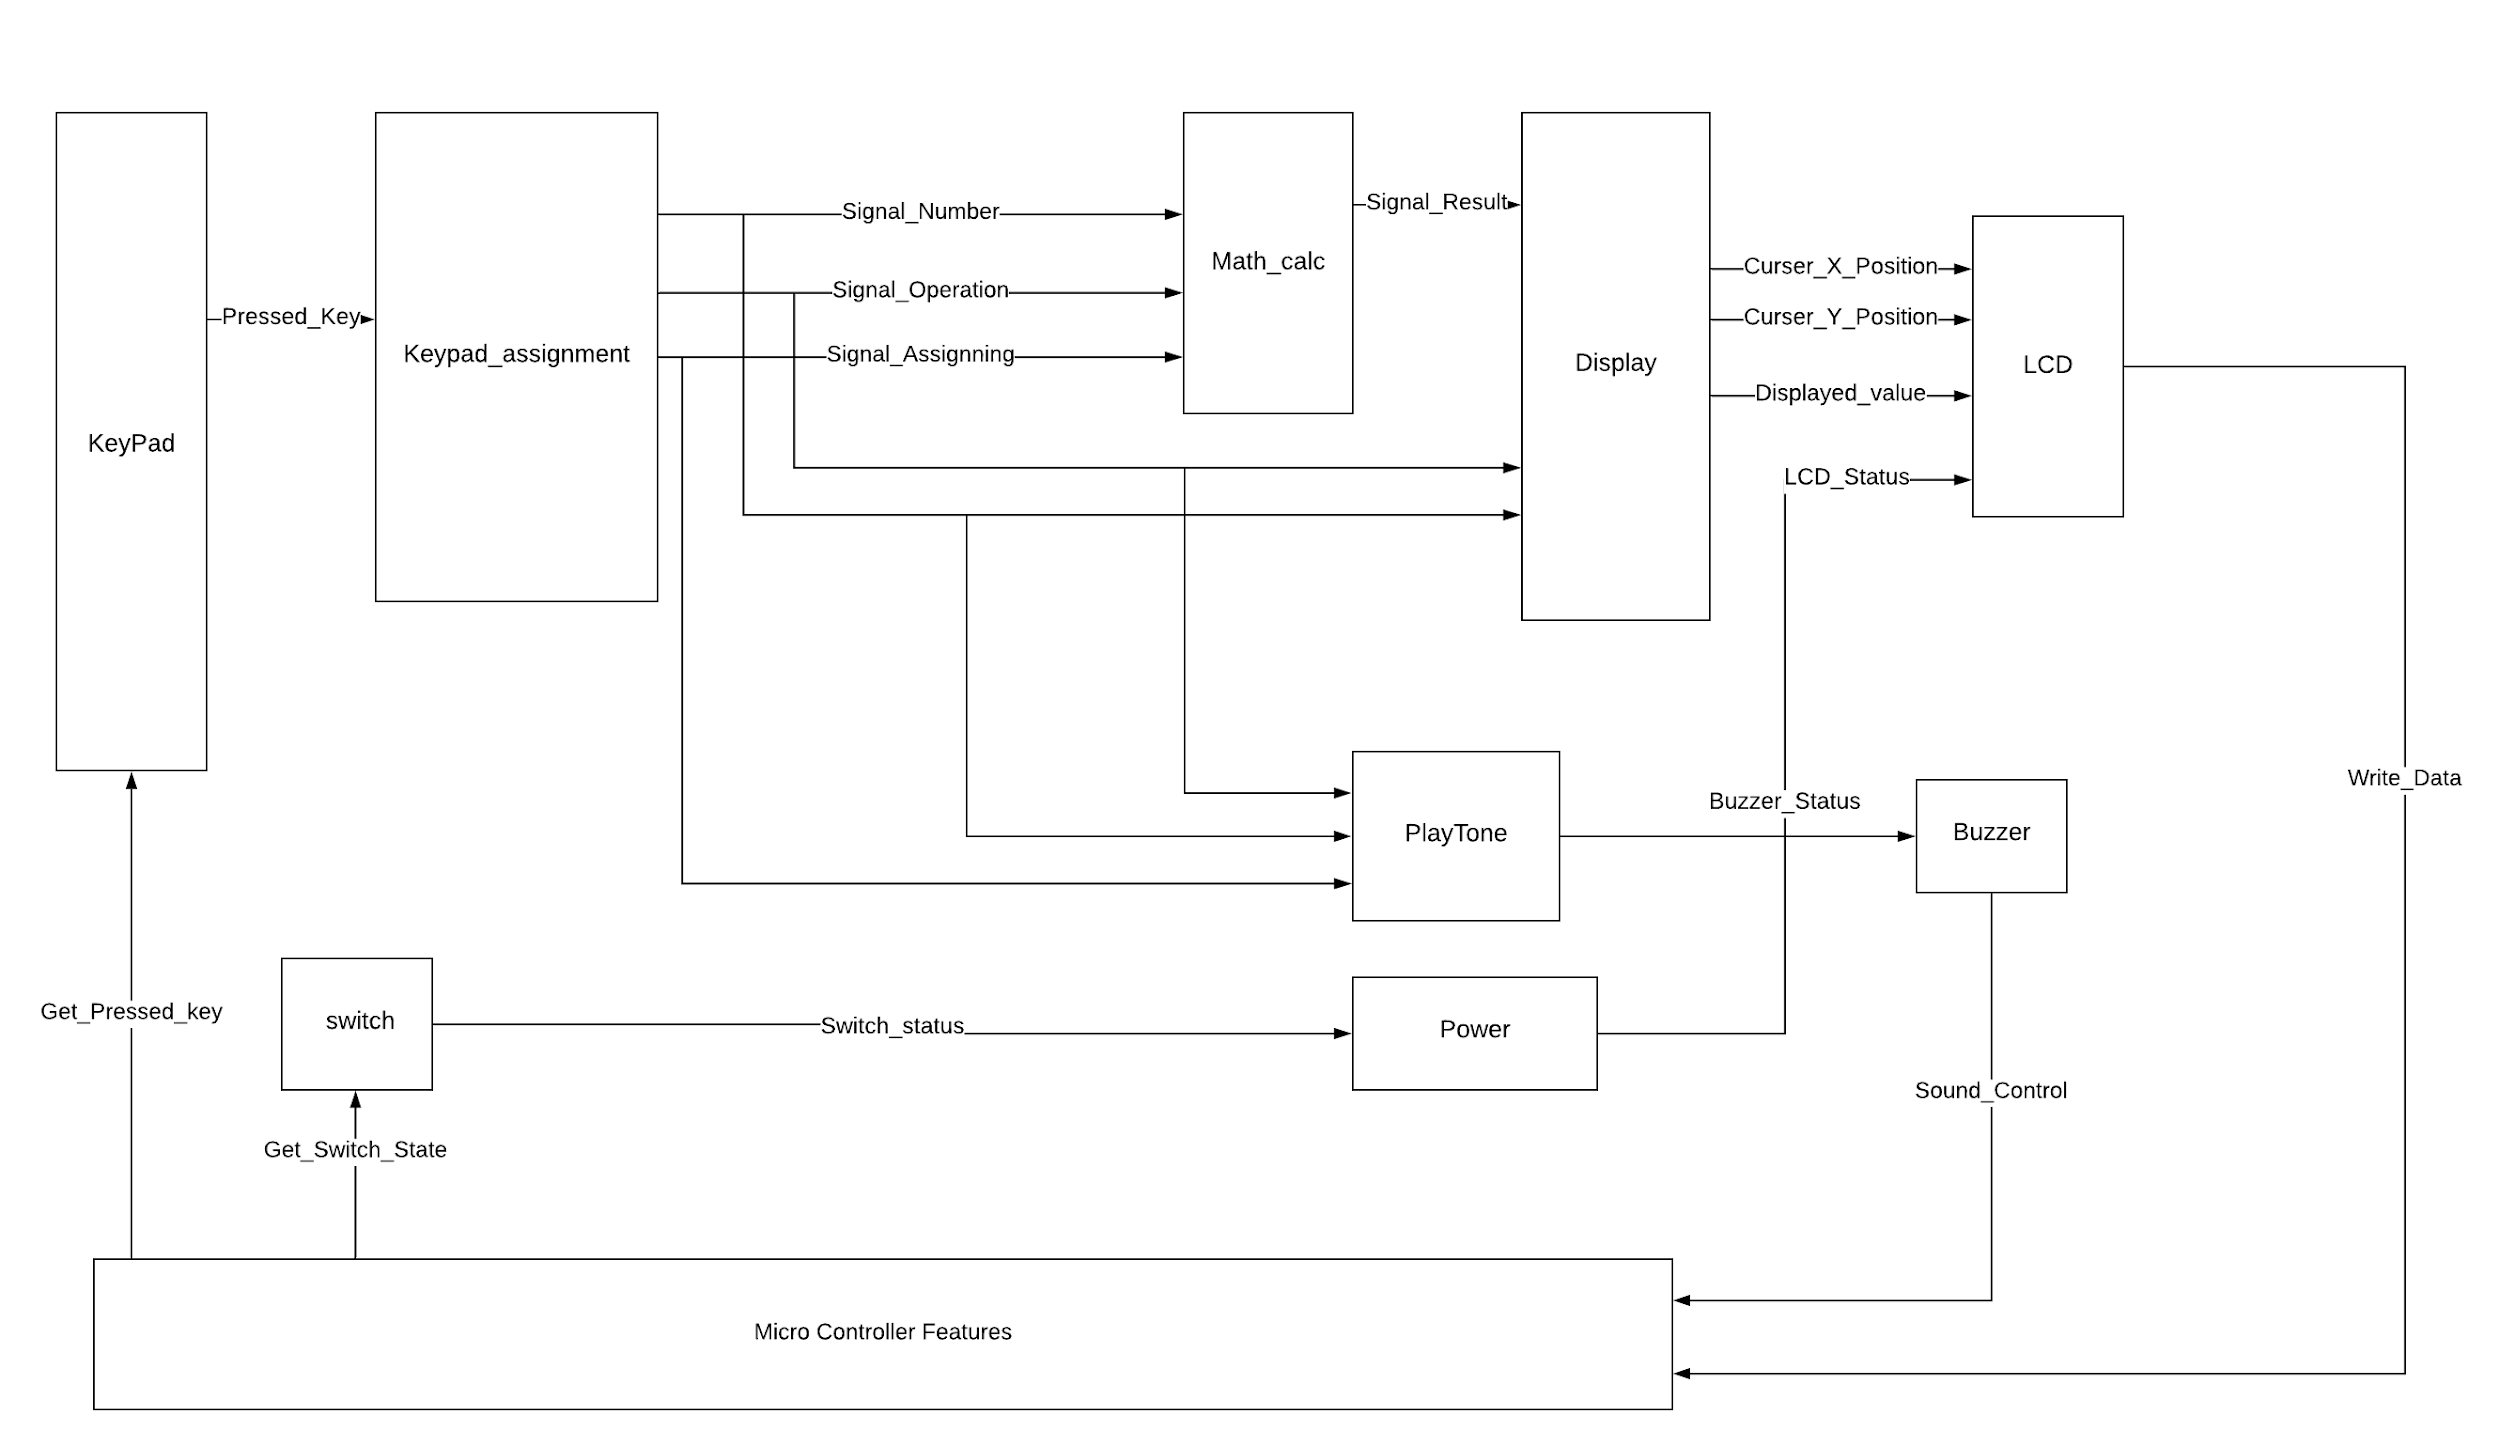 Signal_Number
Signal_Result
Math_calc
Curser_X_Position
Signal_Operation
Pressed_Key
Curser_Y_Position
Keypad_assignment
Signal_Assignning
Display
LCD
Displayed_value
KeyPad
LCD_Status
Write_Data
Buzzer_Status
PlayTone
Buzzer
Get_Pressed_key
switch
Switch_status
Power
Sound_Control
Get_Switch_State
Micro Controller Features